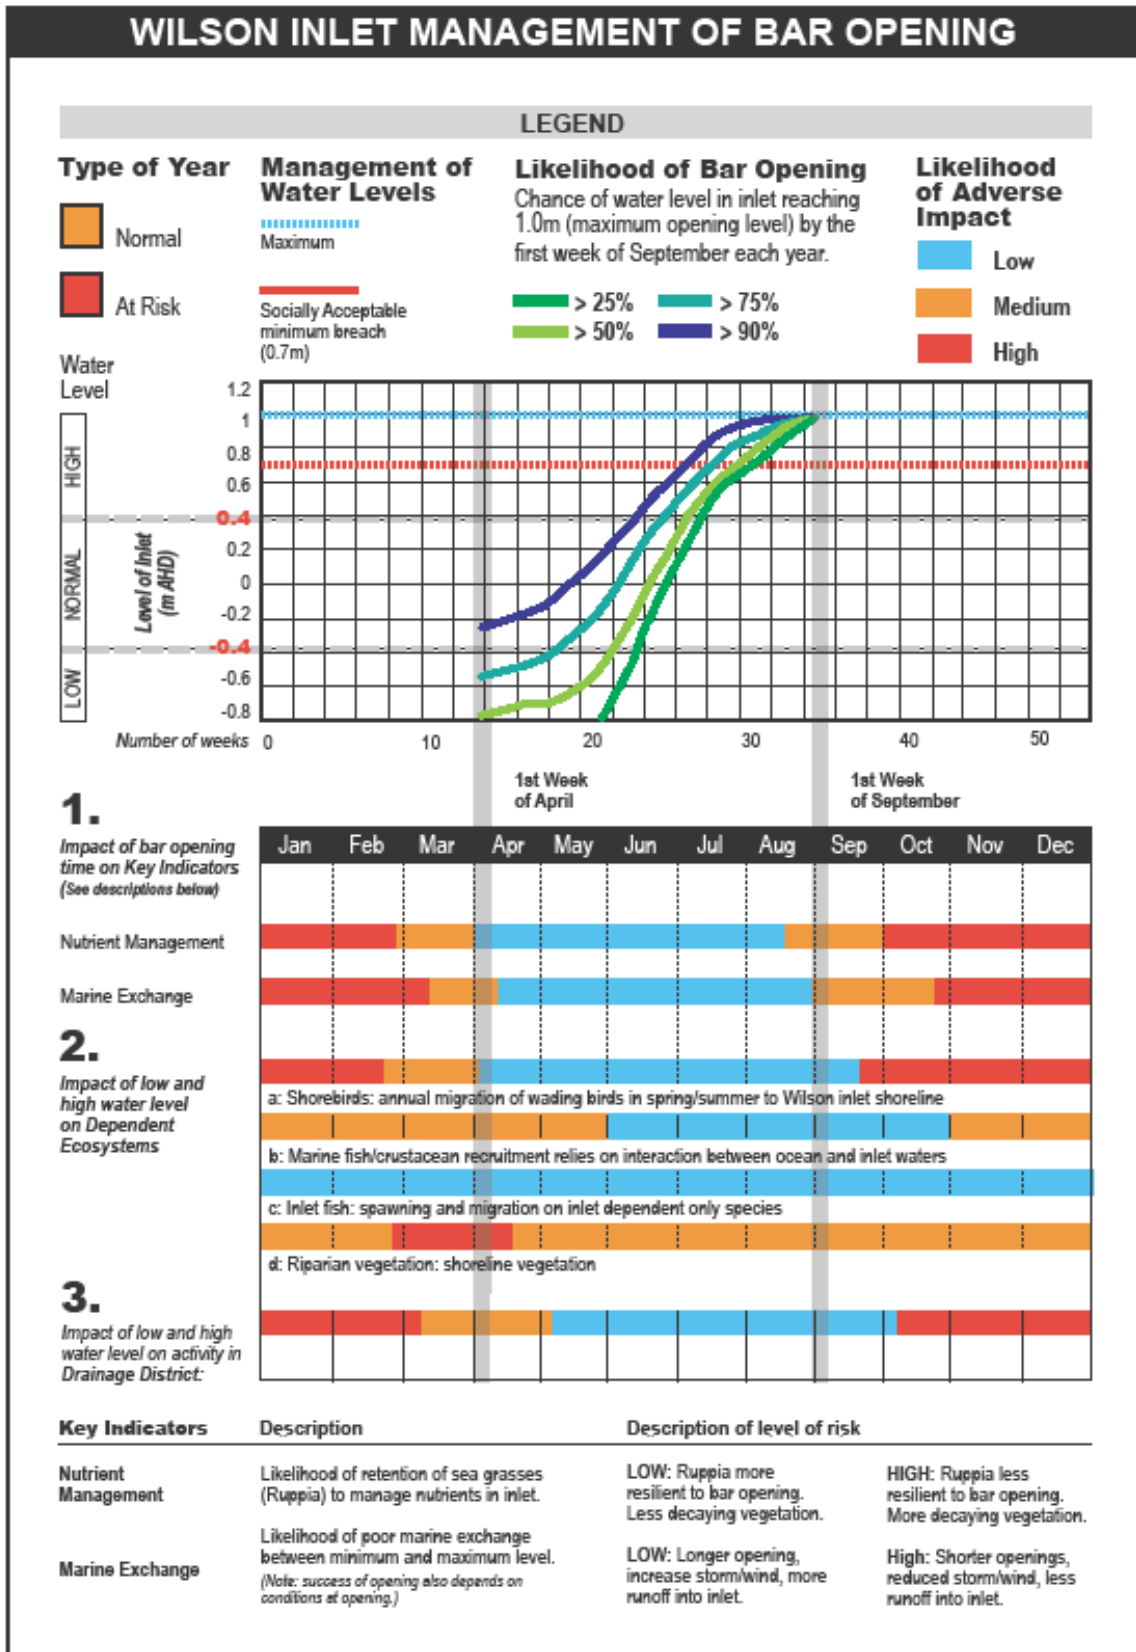 WILSON INLET MANAGEMENT OF BAR OPENING
LEGEND
Type of Year
Normal
At Risk
Management of
Water Levels
Maximum
Socially Acceptable
minimum breach
(0.7m)
Likelihood of Bar Opening
Chance of water level in inlet reaching
1.0m (maximum opening level) by the
first week of September each year.
> 25%
> 75%
> 50%
> 90%
Likelihood
of Adverse
Impact
Low
Medium
High
Water
Level
HIGH
NORMAL
LOW
Level of Inlet
(m AHD)
1.2
1
0.8
0.6
0.4
0.2
0
-0.2
-0.4
-0.6
-0.8
Number of weeks
0
10
20
30
40
50
1st Week
of April
1st Week
of September
1.
Impact of bar opening
time on Key Indicators
(See descriptions below)
Jan Feb Mar Apr May Jun Jul Aug Sep Oct Nov Dec
Nutrient Management
Marine Exchange
2.
Impact of low and
high water level
on Dependent
Ecosystems
a: Shorebirds: annual migration of wading birds in spring/summer to Wilson inlet shoreline
b: Marine fish/crustacean recruitment relies on interaction between ocean and inlet waters
c: Inlet fish: spawning and migration on inlet dependent only species
d: Riparian vegetation: shoreline vegetation
3.
Impact of low and high
water level on activity in
Drainage District:
Key Indicators
Description
Description of level of risk
Nutrient
Management
Likelihood of retention of sea grasses
(Ruppia) to manage nutrients in inlet.
LOW: Ruppia more
resilient to bar opening.
Less decaying vegetation.
HIGH: Ruppia less
resilient to bar opening.
More decaying vegetation.
Marine Exchange
Likelihood of poor marine exchange
between minimum and maximum level.
(Note: success of opening also depends on
conditions at opening.)
LOW: Longer opening,
increase storm/wind, more
runoff into inlet.
High: Shorter openings,
reduced storm/wind, less
runoff into inlet.